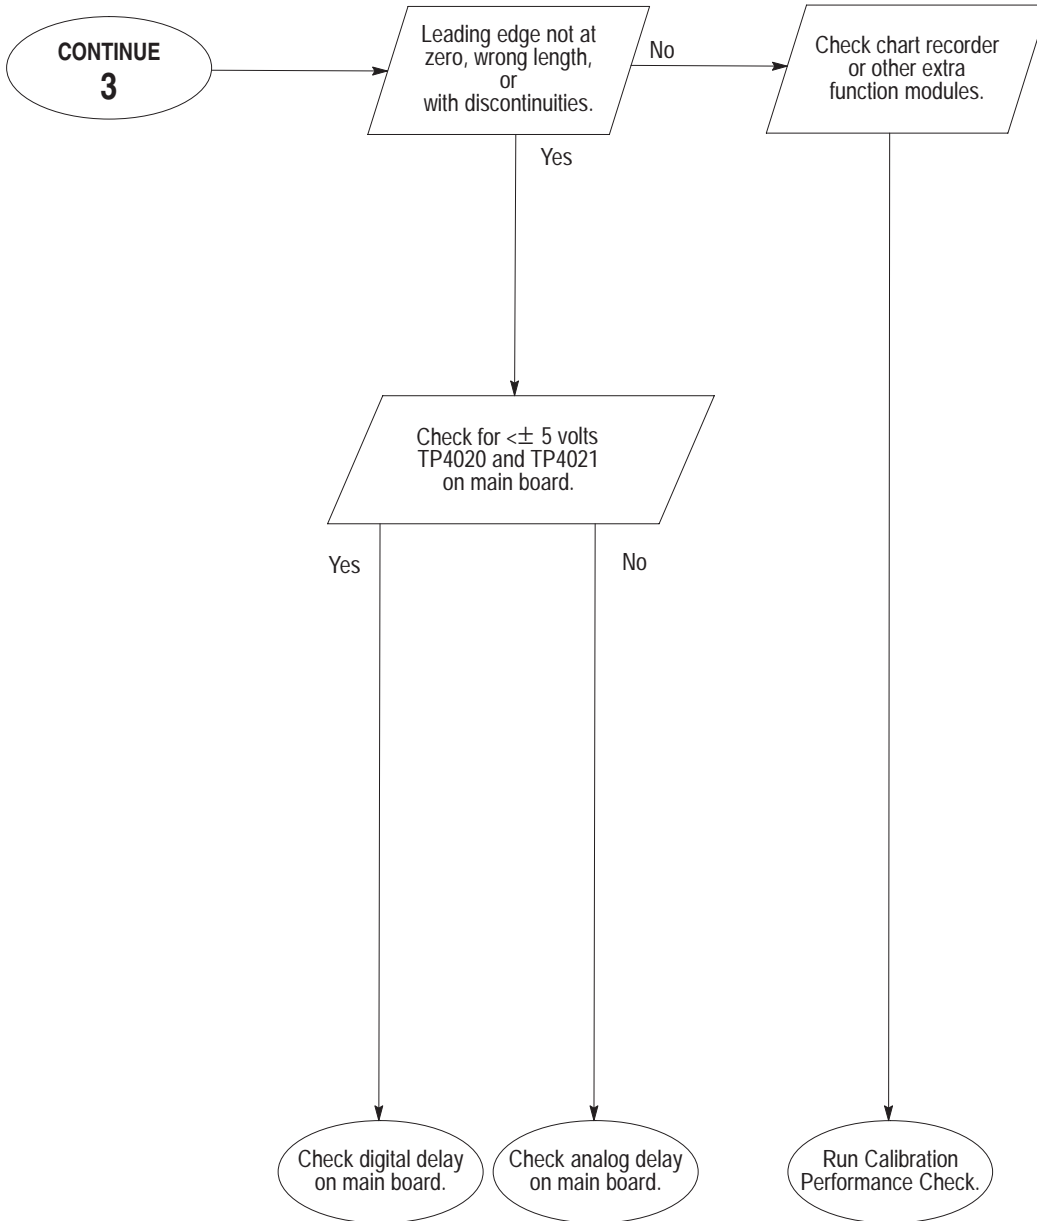 CONTINUE
3
Leading edge not at
zero, wrong length,
or
with discontinuities.
No
Check chart recorder
or other extra
function modules.
Yes
Check for <± 5 volts
TP4020 and TP4021
on main board.
Yes
No
Check digital delay
on main board.
Check analog delay
on main board.
Run Calibration
Performance Check.